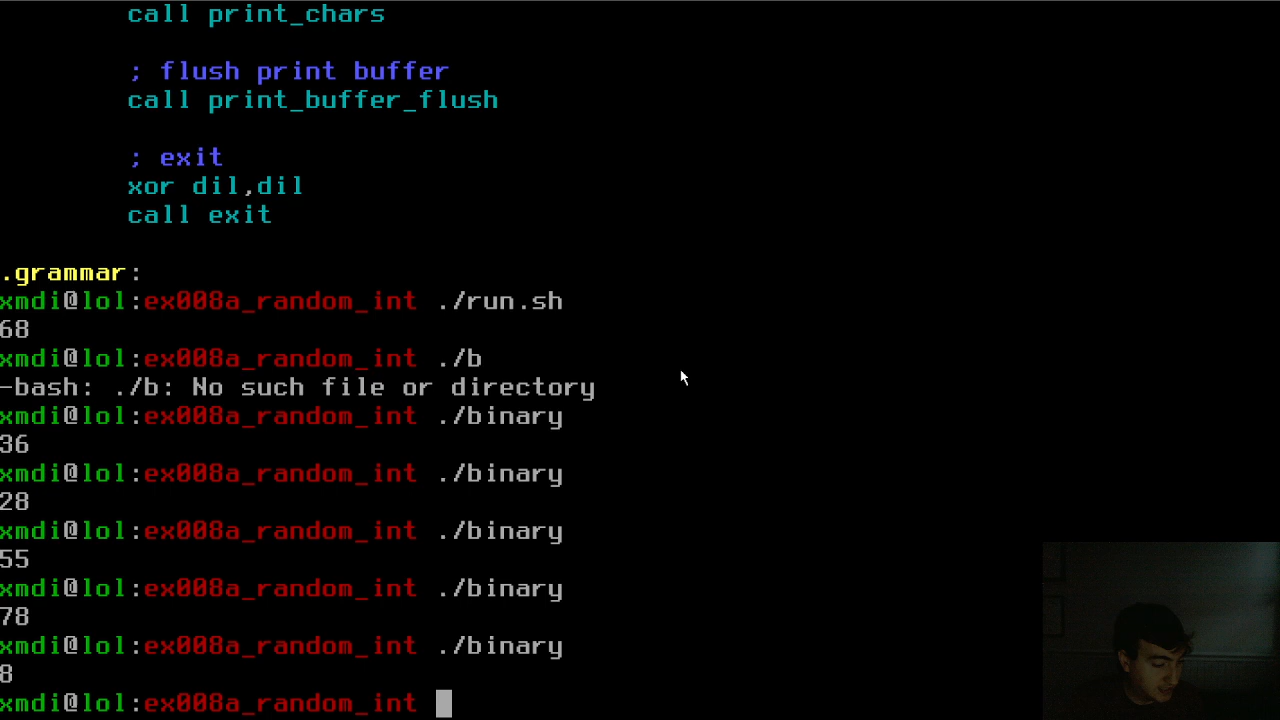 call print_chars
; flush print buffer
call print_buffer_flush
; exit
xor dil,dil
call exit
.grammar:
xmdi@lol:ex008a_random_int ./run.sh
68
xmdi@lol:ex008a_random_int ./b
-bash: ./b: No such file or directory
xmdi@lol:ex008a_random_int ./binary
36
xmdi@lol:ex008a_random_int ./binary
28
xmdi@lol:ex008a_random_int ./binary
55
xmdi@lol:ex008a_random_int ./binary
78
xmdi@lol:ex008a_random_int ./binary
8
xmdi@lol:ex008a_random_int